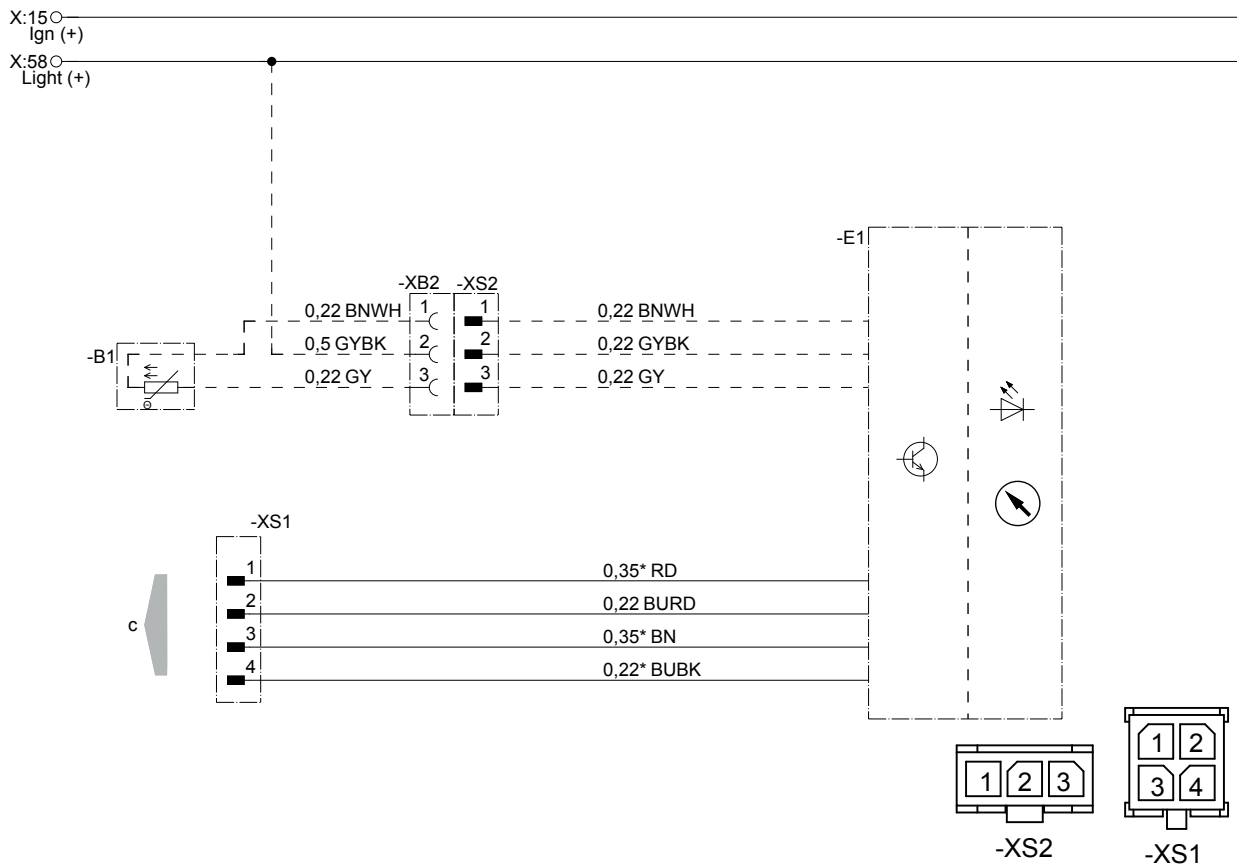 X:15
Ign (+)
X:58
Light (+)
-E1
-XB2 -XS2
0,22 BNWH 1 1 0,22 BNWH
-B1 0,5 GYBK 2 2 0,22 GYBK
0,22 GY 3 3 0,22 GY
Θ
-XS1
1 0,35* RD
2 0,22 BURD
c
3 0,35* BN
4 0,22* BUBK
1 2
1 2 3
3 4
-XS2
-XS1